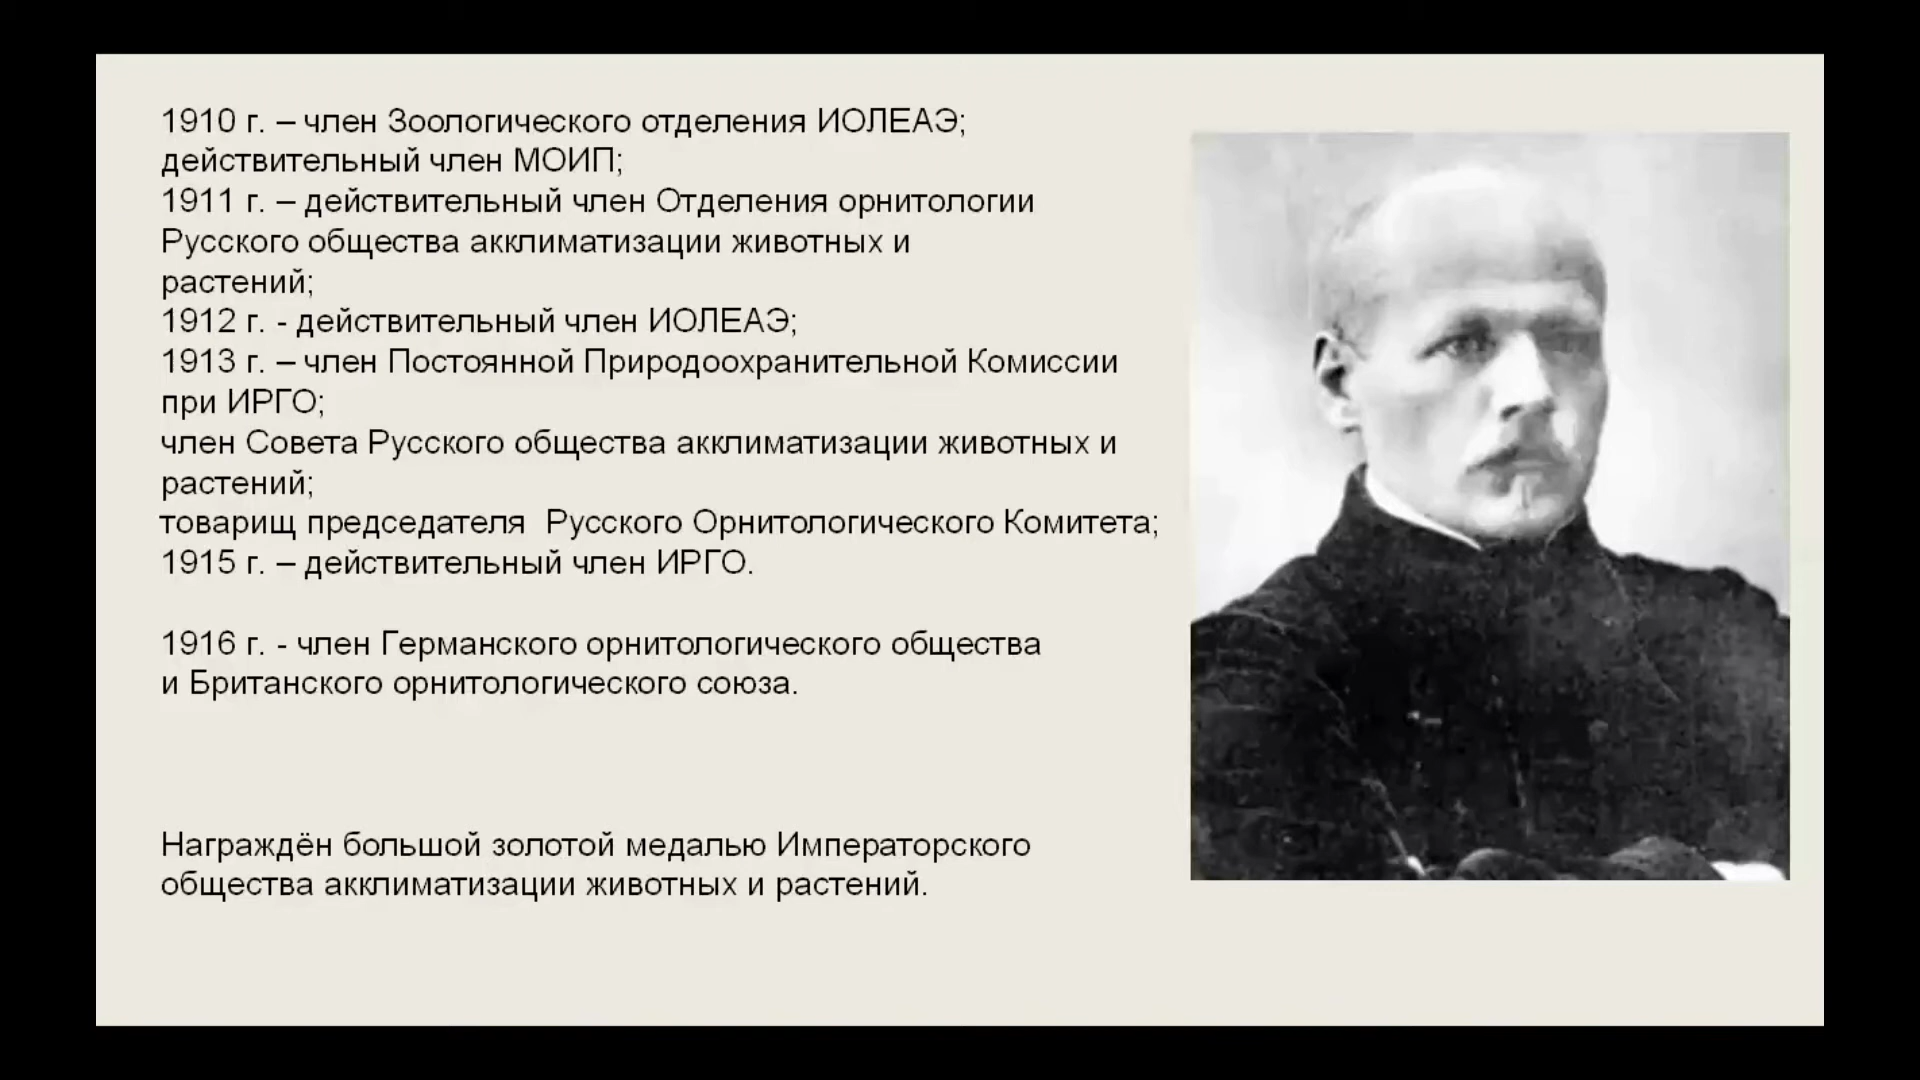 1910 г. – член Зоологического отделения ИОЛЕАЭ;
действительный член МОИП;
1911 г. – действительный член Отделения орнитологии
Русского общества акклиматизации животных и
растений;
1912 г. - действительный член ИОЛЕАЭ;
1913 г. – член Постоянной Природоохранительной Комиссии
при ИРГО;
член Совета Русского общества акклиматизации животных и
растений;
товарищ председателя Русского Орнитологического Комитета;
1915 г. – действительный член ИРГО.
1916 г. - член Германского орнитологического общества
и Британского орнитологического союза.
Награждён большой золотой медалью Императорского
общества акклиматизации животных и растений.